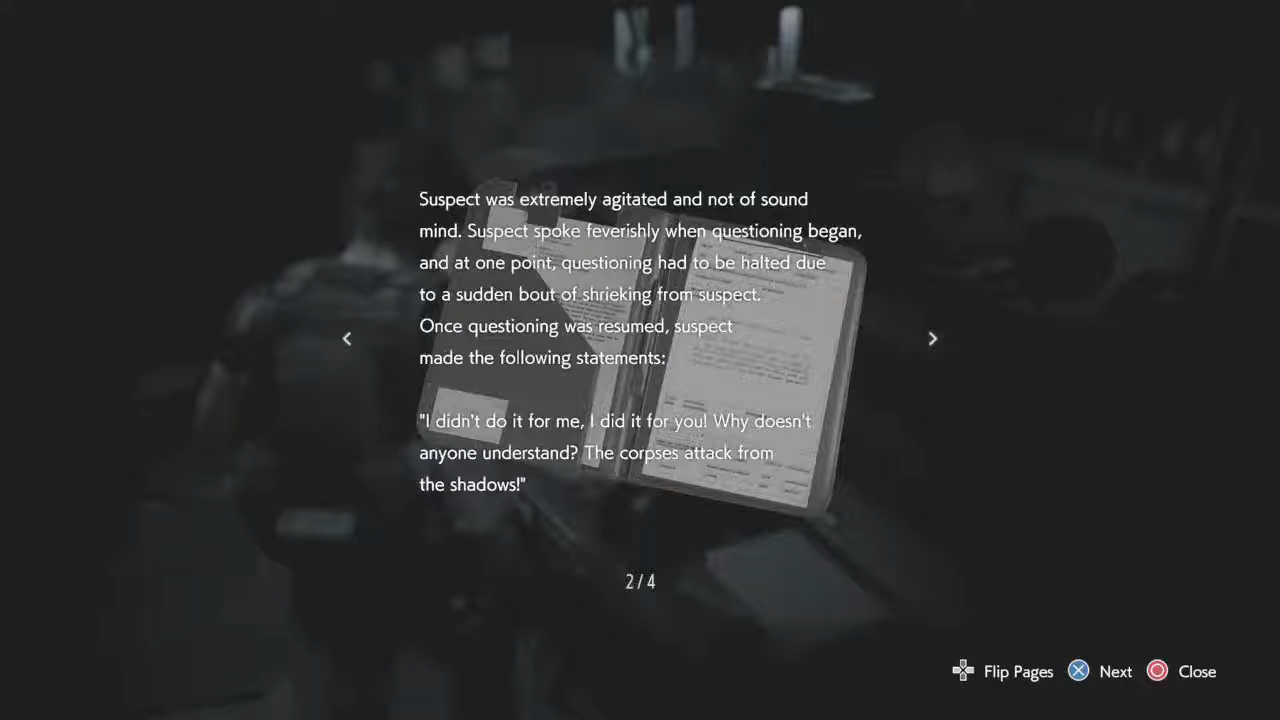 Suspect was extremely agitated and not of sound
mind. Suspect spoke feverishly when questioning began,
and at one point, questioning had to be halted due
to a sudden bout of shrieking from suspect.
Once questioning was resumed, suspect
made the following statements:
"I didn't do it for me, I did it for you! Why doesn't
anyone understand? The corpses attack from
the shadows!"
2/4
Flip Pages Next Close